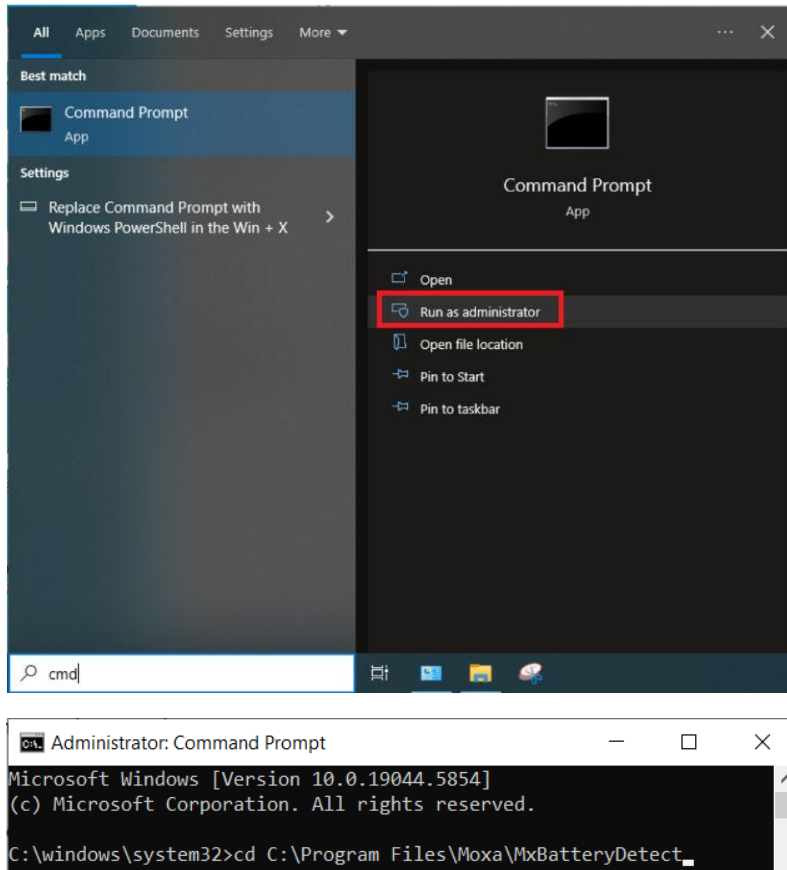 All Apps Documents Settings More ···
Best match
Command Prompt
App
Settings
Replace Command Prompt with
Windows PowerShell in the Win + X
Command Prompt
App
Open
Run as administrator
Open file location
Pin to Start
Pin to taskbar
cmd
Administrator: Command Prompt
Microsoft Windows [Version 10.0.19044.5854]
(c) Microsoft Corporation. All rights reserved.
C:\windows\system32>cd C:\Program Files\Moxa\MxBatteryDetect